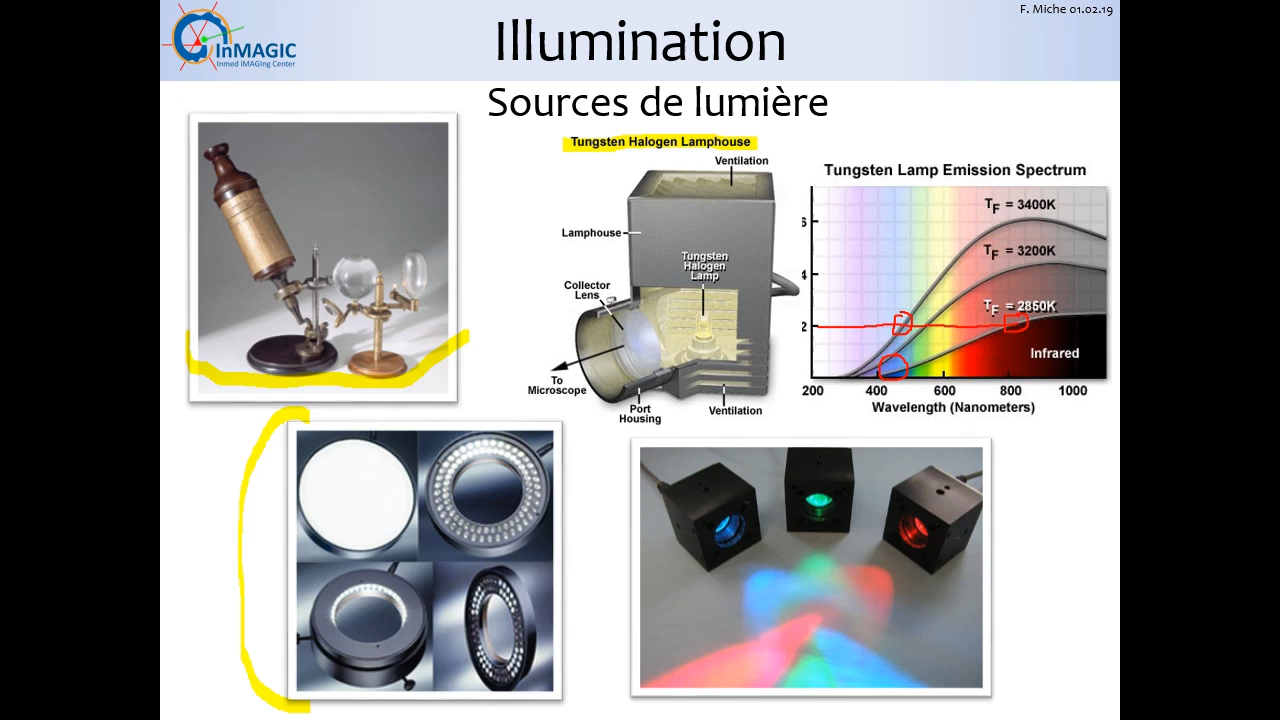 F. Miche 01.02.19
InMAGIC
Inmed iMAGing Center
Illumination
Sources de lumière
Tungsten Halogen Lamphouse
Ventilation
Lamphouse
Tungsten
Halogen
Lamp
Collector
Lens
To
Microscope
Port
Housing
Ventilation
Tungsten Lamp Emission Spectrum
TF = 3400K
TF = 3200K
TF = 2850K
Infrared
6
4
2
200 400 600 800 1000
Wavelength (Nanometers)